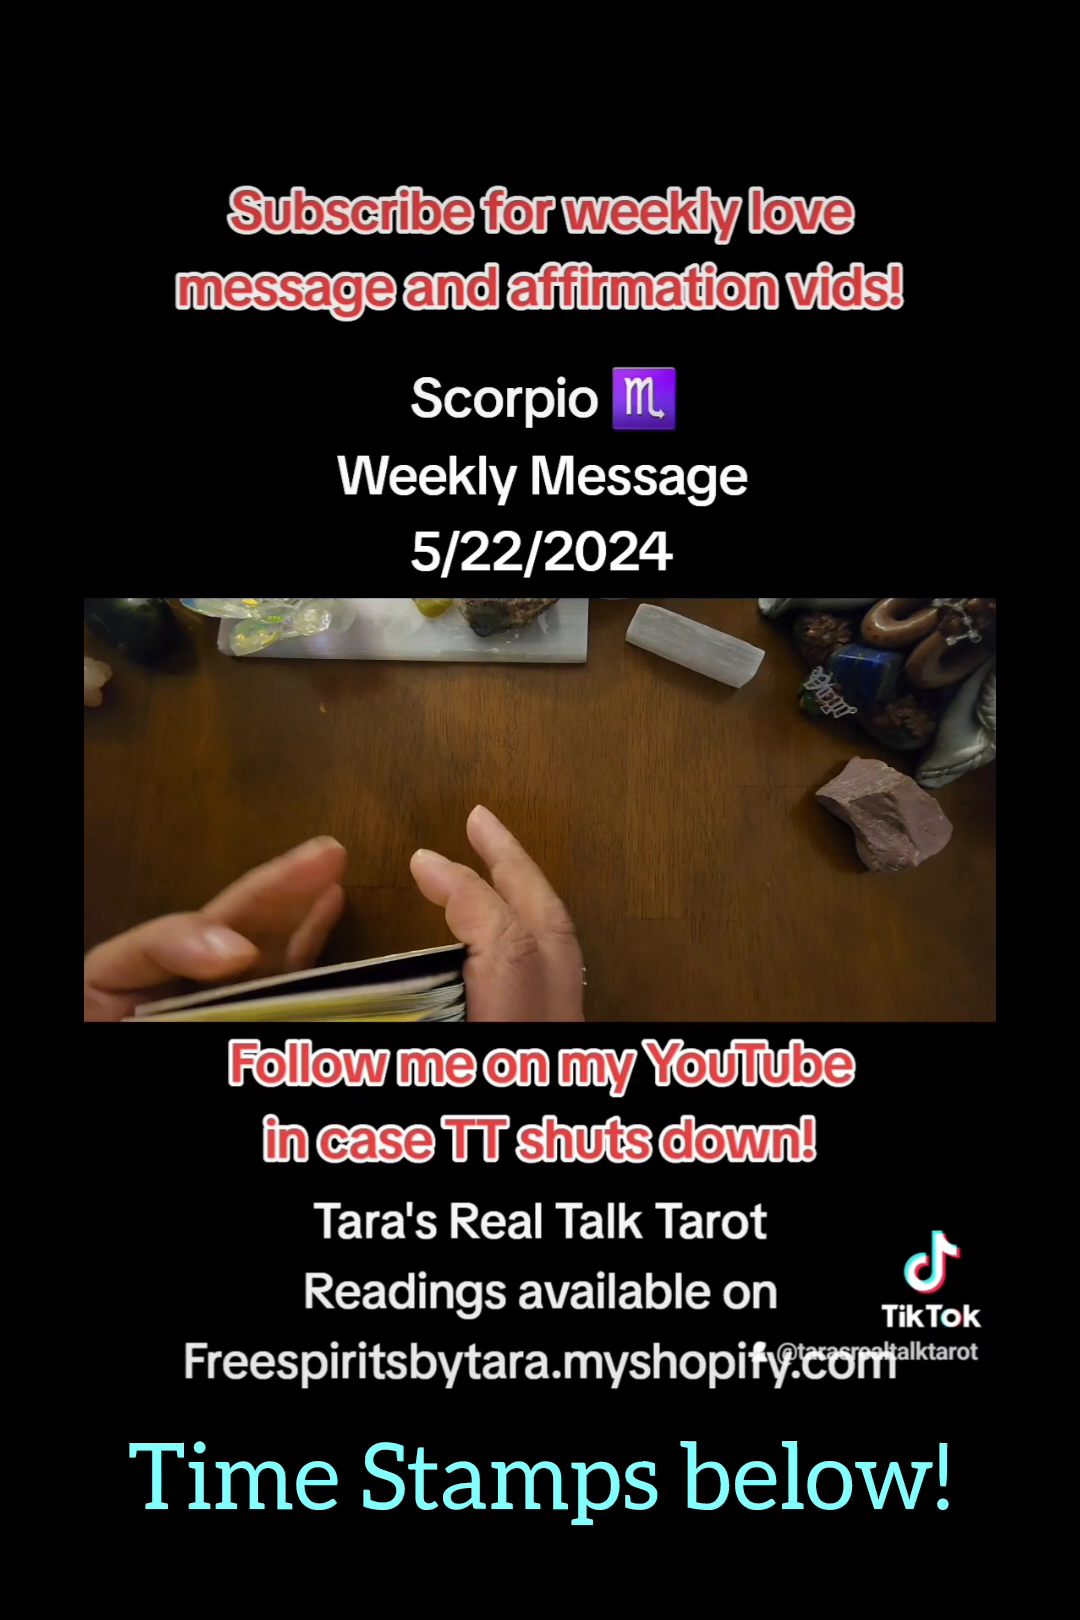 Subscribe for weekly love
message and affirmation vids!
Scorpio ♏
Weekly Message
5/22/2024
Follow me on my YouTube
in case TT shuts down!
Tara's Real Talk Tarot
Readings available on
Freespiritsbytara.myshopify.com
TikTok
@tarasrealtalktarot
Time Stamps below!